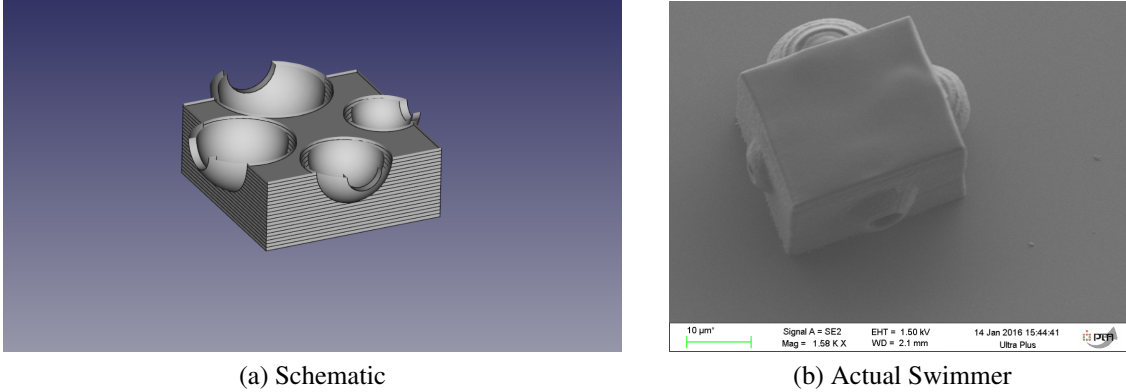 10 µm*
Signal A = SE2
Mag = 1.58 K X
EHT = 1.50 kV
WD = 2.1 mm
14 Jan 2016 15:44:41
Ultra Plus
(a) Schematic
(b) Actual Swimmer